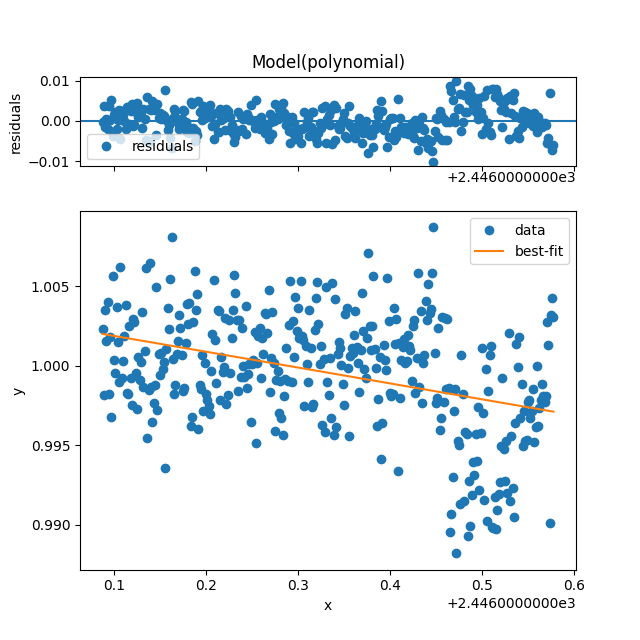 Model(polynomial)
0.01
0.00
−0.01
residuals
residuals
+2.4460000000e3
1.005
1.000
0.995
0.990
y
data
best-fit
0.1 0.2 0.3 0.4 0.5 0.6
x
+2.4460000000e3